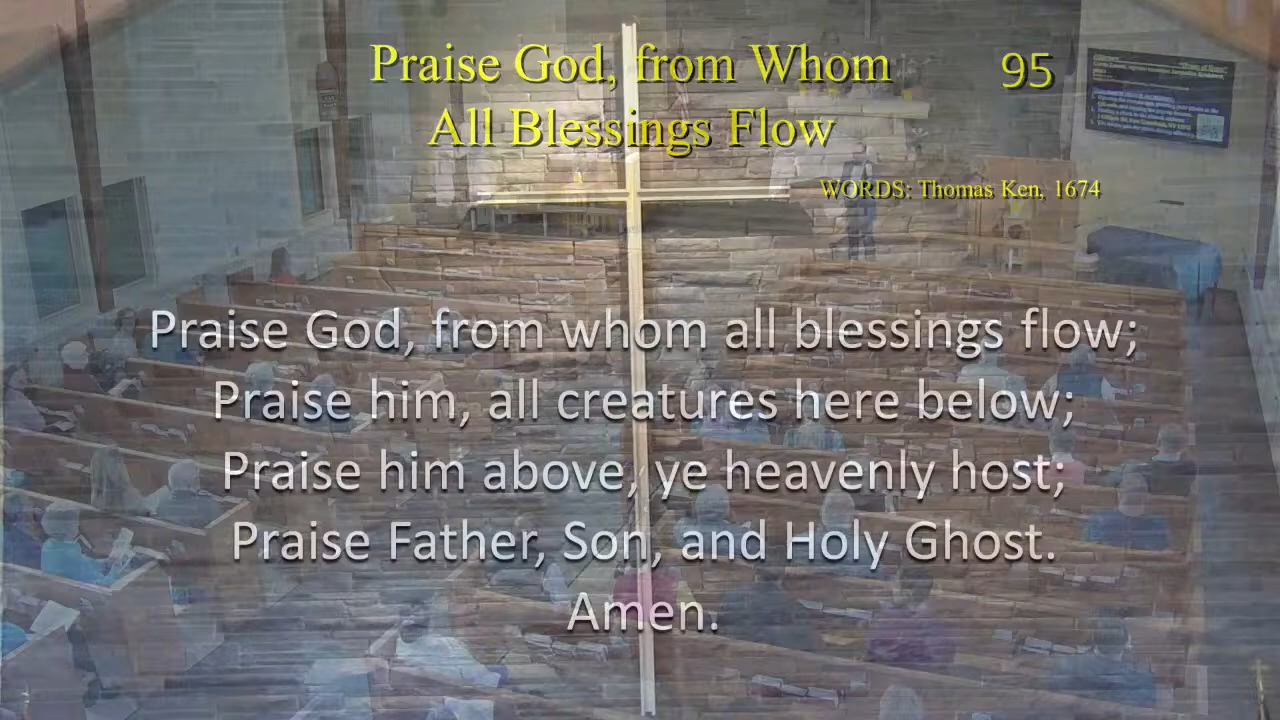 Praise God, from Whom
All Blessings Flow
95
WORDS: Thomas Ken, 1674
Praise God, from whom all blessings flow;
Praise him, all creatures here below;
Praise him above, ye heavenly host;
Praise Father, Son, and Holy Ghost.
Amen.